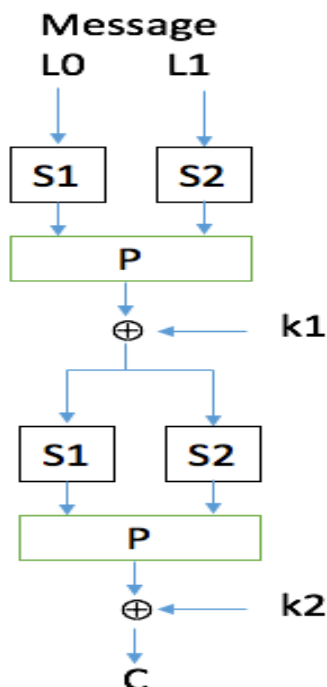 Message
L0 L1
S1 S2
P
⊕ k1
S1 S2
P
⊕ k2
C